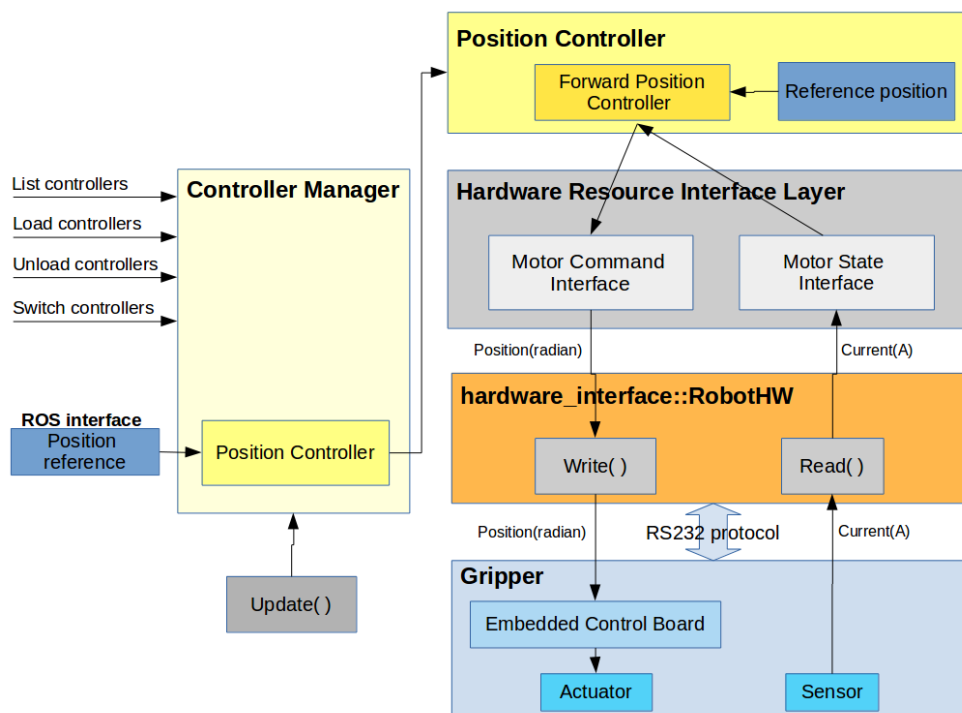 Position Controller
Forward Position
Controller
Reference position
List controllers
Load controllers
Unload controllers
Switch controllers
Controller Manager
ROS interface
Position
reference
Position Controller
Update( )
Hardware Resource Interface Layer
Motor Command
Interface
Motor State
Interface
Position(radian)
Current(A)
hardware_interface::RobotHW
Write( )
Read( )
Position(radian)
RS232 protocol
Current(A)
Gripper
Embedded Control Board
Actuator
Sensor